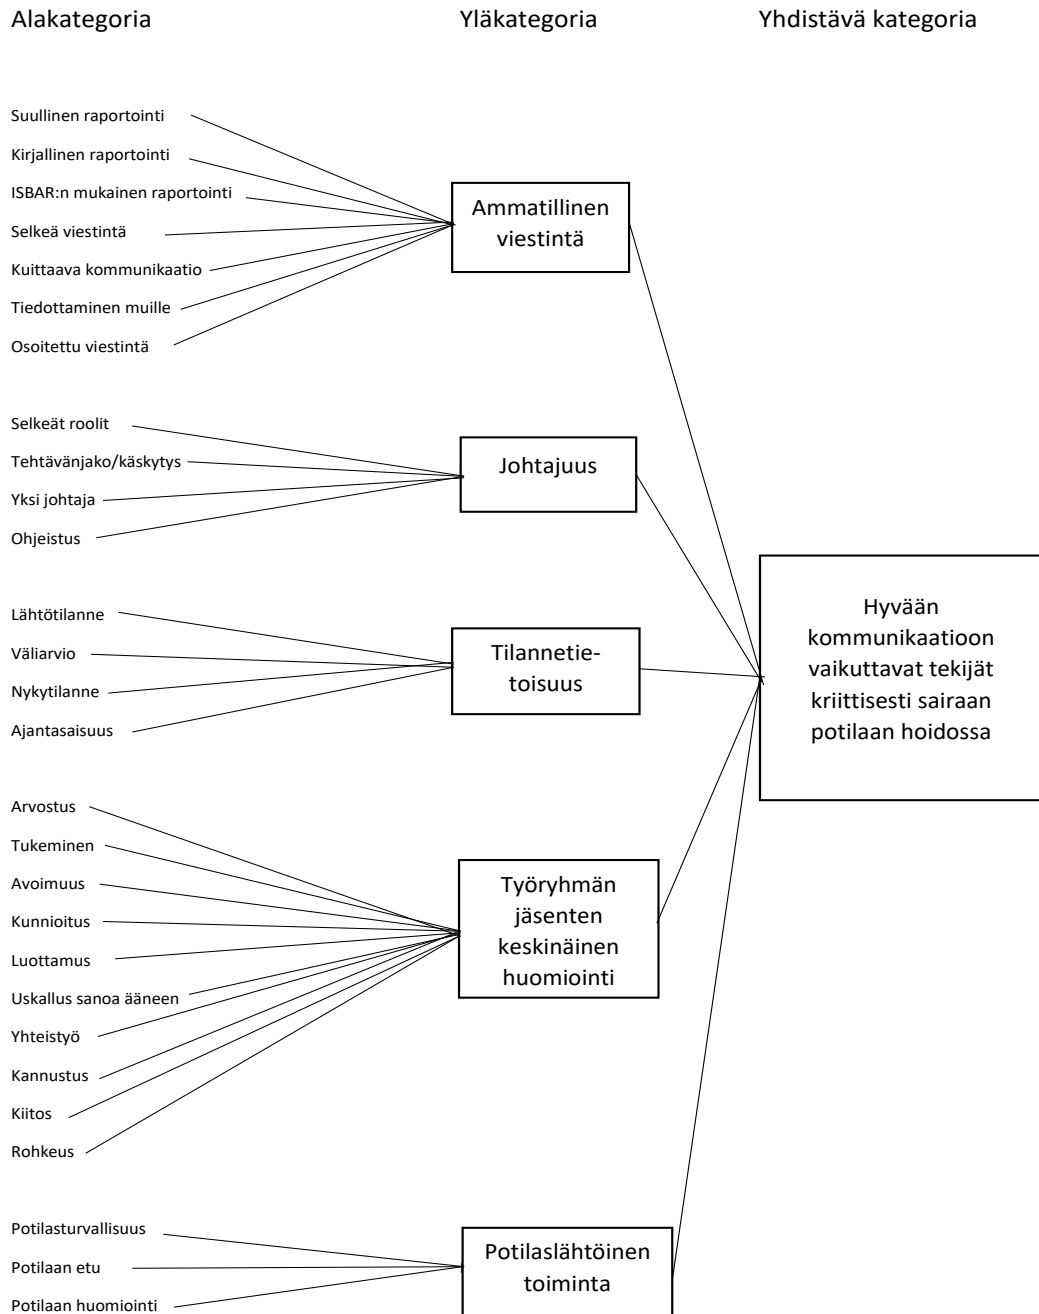 Alakategoria
Yläkategoria
Yhdistävä kategoria
Suullinen raportointi
Kirjallinen raportointi
ISBAR:n mukainen raportointi
Selkeä viestintä
Kuittaava kommunikaatio
Tiedottaminen muille
Osoitettu viestintä
Ammatillinen
viestintä
Selkeät roolit
Tehtävänjako/käskytys
Yksi johtaja
Ohjeistus
Johtajuus
Lähtötilanne
Väliarvio
Nykytilanne
Ajantasaisuus
Tilannetie-
toisuus
Hyvään
kommunikaatioon
vaikuttavat tekijät
kriittisesti sairaan
potilaan hoidossa
Arvostus
Tukeminen
Avoimuus
Kunnioitus
Luottamus
Uskallus sanoa ääneen
Yhteistyö
Kannustus
Kiitos
Rohkeus
Työryhmän
jäsenten
keskinäinen
huomiointi
Potilasturvallisuus
Potilaan etu
Potilaan huomiointi
Potilaslähtöinen
toiminta